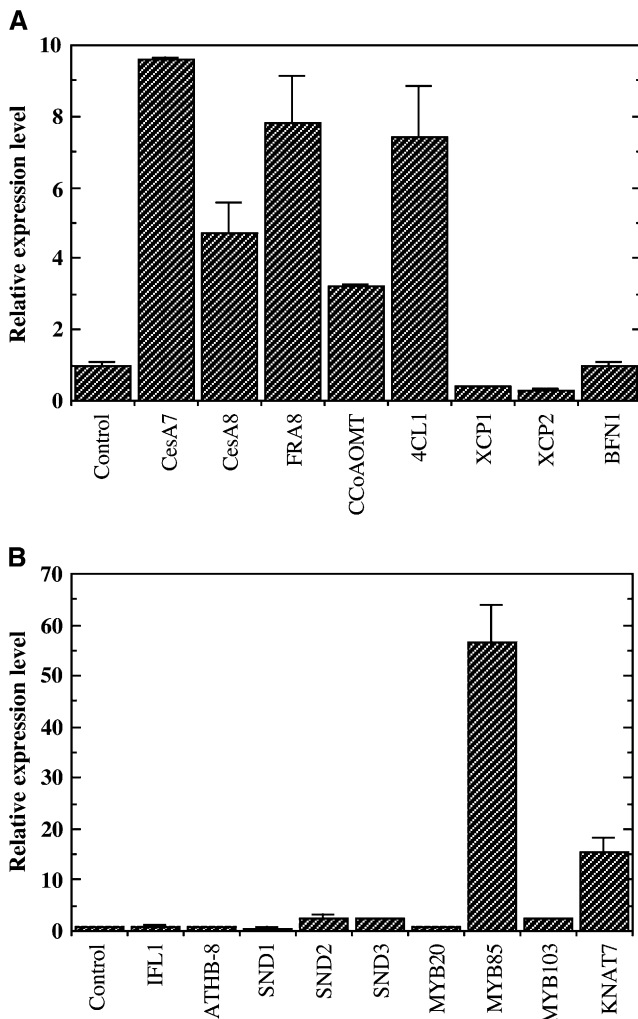 A
Relative expression level
10
8
6
4
2
0
Control
CesA7
CesA8
FRA8
CCoAOMT
4CL1
XCP1
XCP2
BFN1
B
Relative expression level
70
60
50
40
30
20
10
0
Control
IFL1
ATHB-8
SND1
SND2
SND3
MYB20
MYB85
MYB103
KNAT7